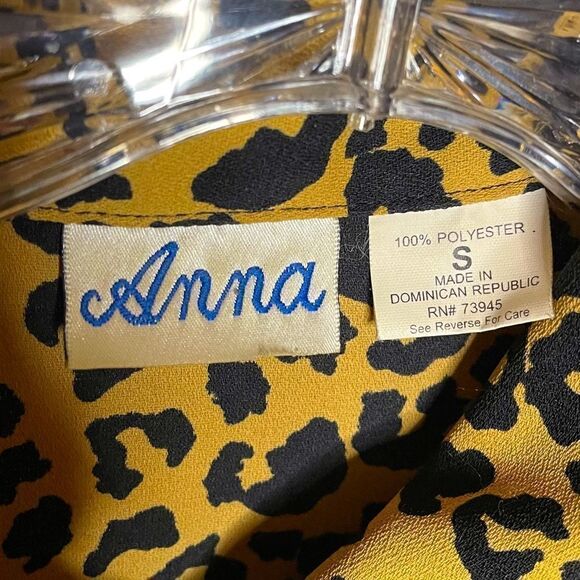 Anna
100% POLYESTER
S
MADE IN
DOMINICAN REPUBLIC
RN# 73945
See Reverse For Care